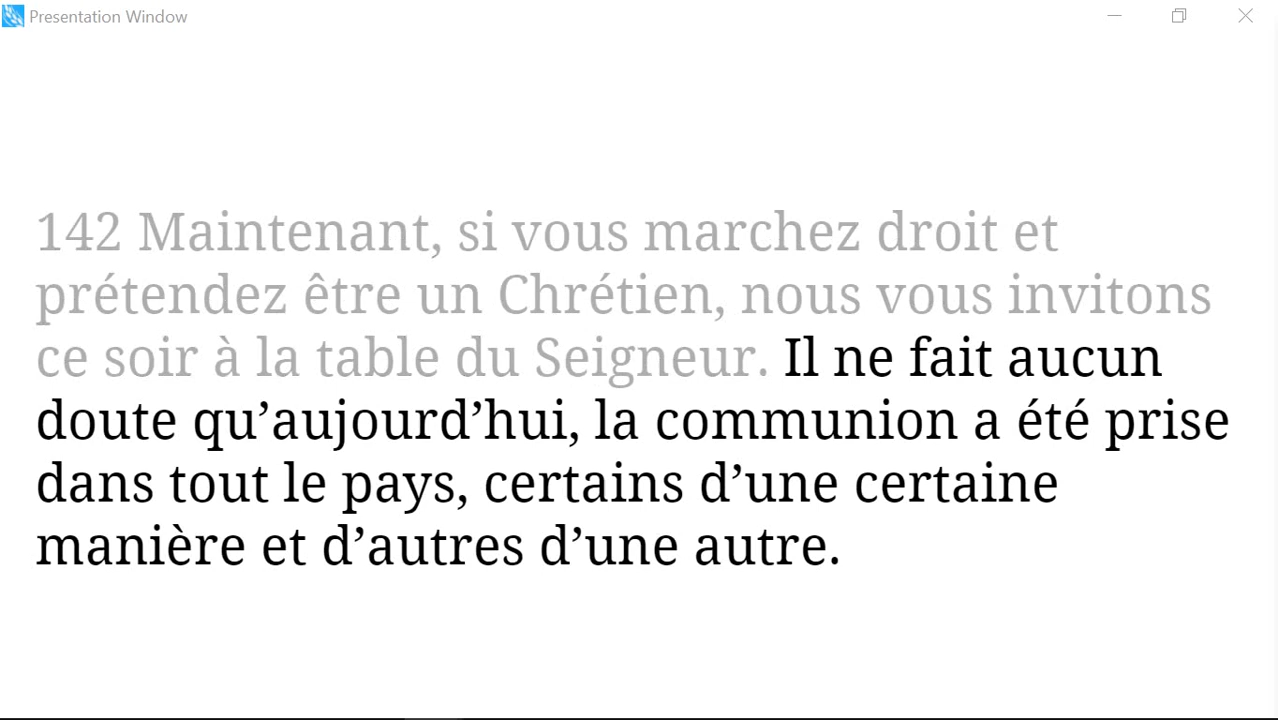 Presentation Window
142 Maintenant, si vous marchez droit et
prétendez être un Chrétien, nous vous invitons
ce soir à la table du Seigneur. Il ne fait aucun
doute qu’aujourd’hui, la communion a été prise
dans tout le pays, certains d’une certaine
manière et d’autres d’une autre.